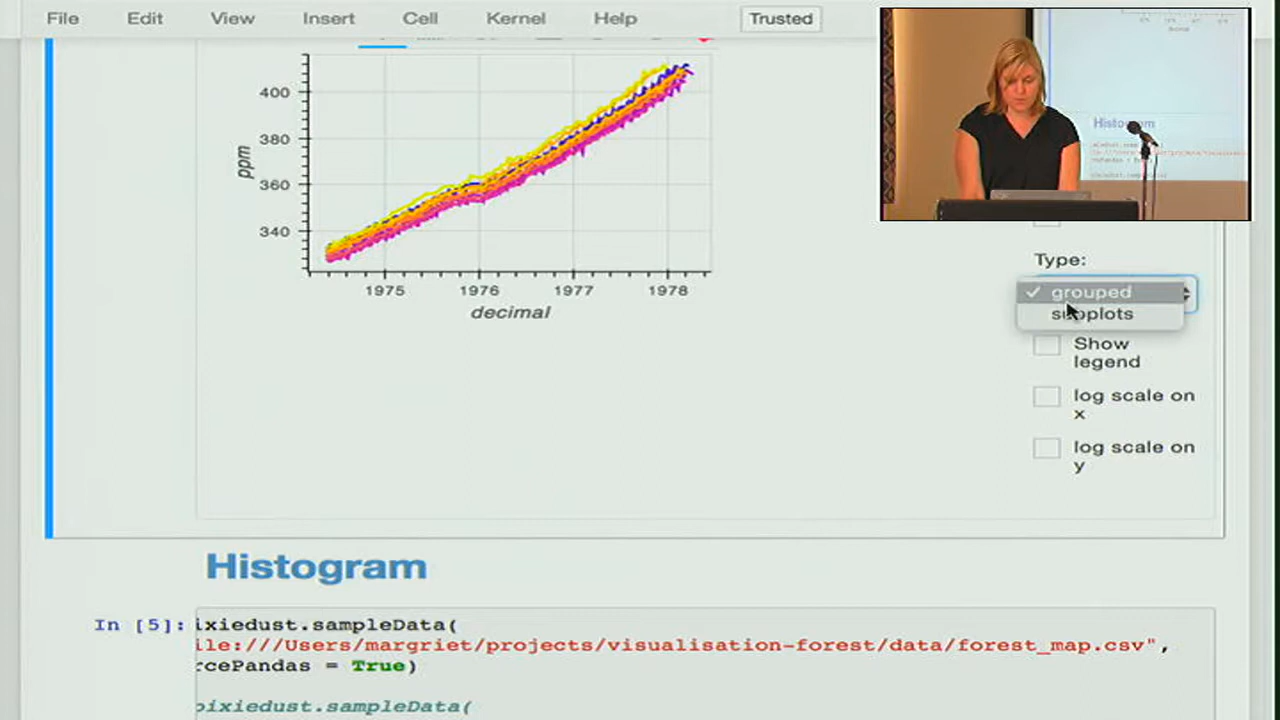 File Edit View Insert Cell Kernel Help Trusted
400
380
360
340
ppm
1975 1976 1977 1978
decimal
Type:
✓ grouped
subplots
Show
legend
log scale on
x
log scale on
y
Histogram
Histogram
In [5]: ixiedust.sampleData(
ile:///Users/margriet/projects/visualisation-forest/data/forest_map.csv",
rcePandas = True)
pixiedust.sampleData(